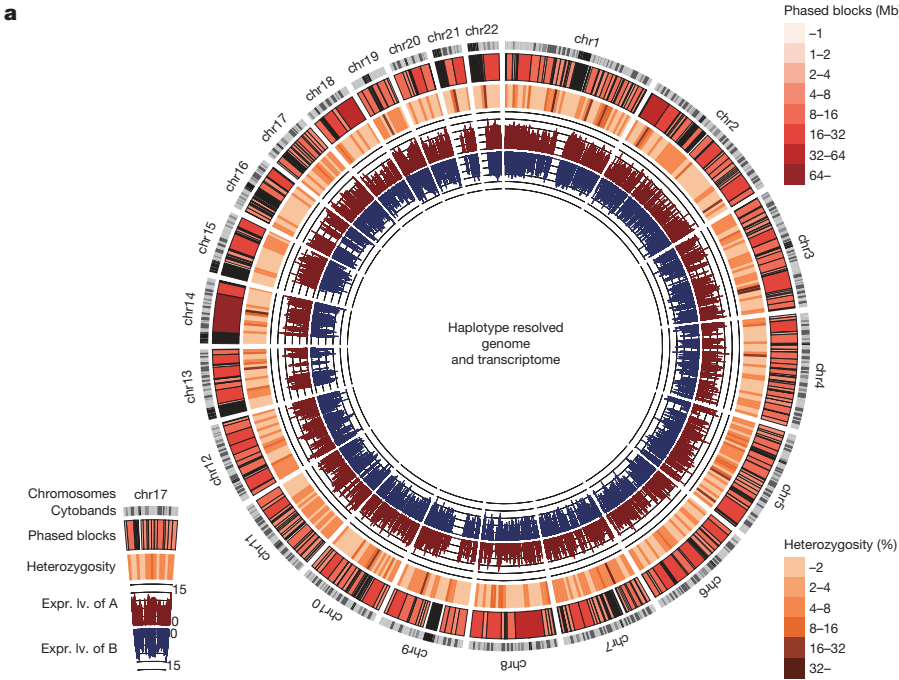 a
Phased blocks (Mb)
–1
1–2
2–4
4–8
8–16
16–32
32–64
64–
chr1
chr2
chr3
chr4
chr5
chr6
chr7
chr8
chr9
chr10
chr11
chr12
chr13
chr14
chr15
chr16
chr17
chr18
chr19
chr20
chr21
chr22
Haplotype resolved
genome
and transcriptome
Chromosomes chr17
Cytobands
Phased blocks
Heterozygosity
15
Expr. lv. of A
0
0
Expr. lv. of B
15
Heterozygosity (%)
–2
2–4
4–8
8–16
16–32
32–